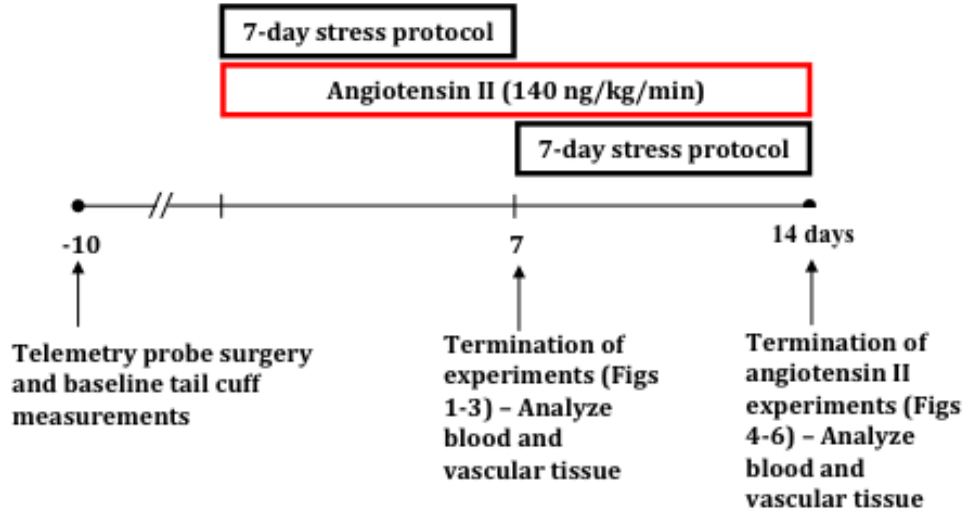 7-day stress protocol
Angiotensin II (140 ng/kg/min)
7-day stress protocol
-10
7
14 days
Telemetry probe surgery
and baseline tail cuff
measurements
Termination of
experiments (Figs
1-3) – Analyze
blood and
vascular tissue
Termination of
angiotensin II
experiments (Figs
4-6) – Analyze
blood and
vascular tissue